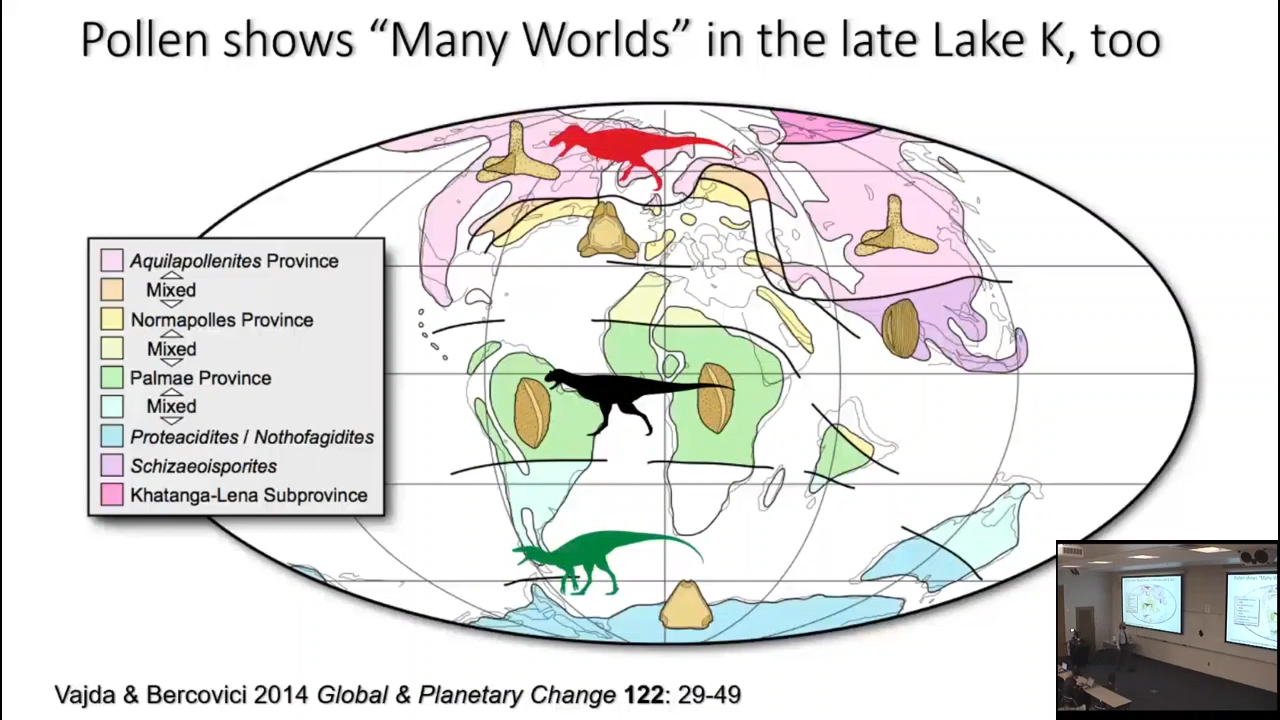 Pollen shows “Many Worlds” in the late Lake K, too
Aquilapollenites Province
Mixed
Normapolles Province
Mixed
Palmae Province
Mixed
Proteacidites / Nothofagidites
Schizaeoisporites
Khatanga-Lena Subprovince
Vajda & Bercovici 2014 Global & Planetary Change 122: 29-49